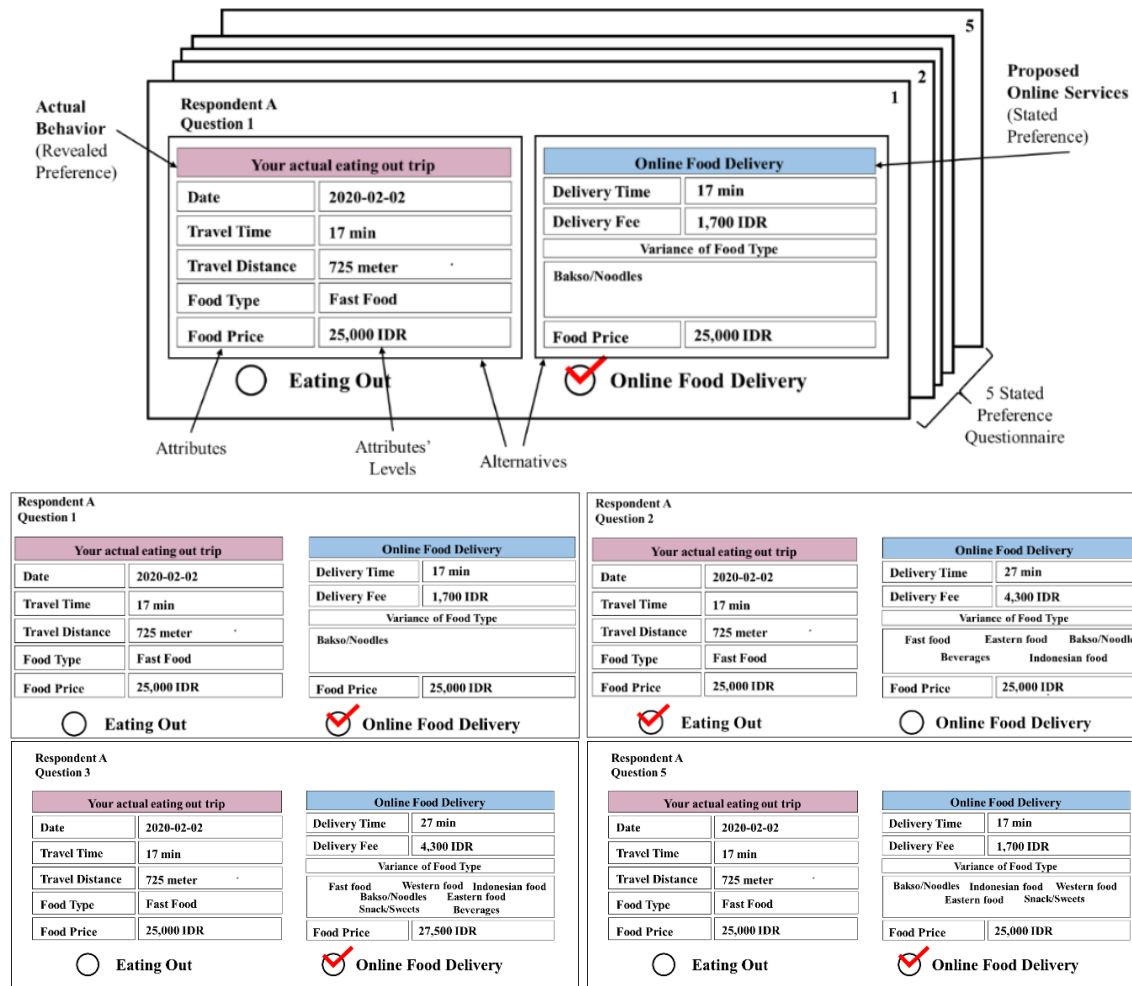 5
2
1
Actual
Behavior
(Revealed
Preference)
Proposed
Online Services
(Stated
Preference)
Respondent A
Question 1
Your actual eating out trip
Date 2020-02-02
Travel Time 17 min
Travel Distance 725 meter
Food Type Fast Food
Food Price 25,000 IDR
Online Food Delivery
Delivery Time 17 min
Delivery Fee 1,700 IDR
Variance of Food Type
Bakso/Noodles
Food Price 25,000 IDR
Eating Out
Online Food Delivery
Attributes
Attributes'
Levels
Alternatives
5 Stated
Preference
Questionnaire
Respondent A
Question 1
Your actual eating out trip
Date 2020-02-02
Travel Time 17 min
Travel Distance 725 meter
Food Type Fast Food
Food Price 25,000 IDR
Online Food Delivery
Delivery Time 17 min
Delivery Fee 1,700 IDR
Variance of Food Type
Bakso/Noodles
Food Price 25,000 IDR
Eating Out
Online Food Delivery
Respondent A
Question 2
Your actual eating out trip
Date 2020-02-02
Travel Time 17 min
Travel Distance 725 meter
Food Type Fast Food
Food Price 25,000 IDR
Online Food Delivery
Delivery Time 27 min
Delivery Fee 4,300 IDR
Variance of Food Type
Fast food Eastern food Bakso/Noodle
Beverages Indonesian food
Food Price 25,000 IDR
Eating Out
Online Food Delivery
Respondent A
Question 3
Your actual eating out trip
Date 2020-02-02
Travel Time 17 min
Travel Distance 725 meter
Food Type Fast Food
Food Price 25,000 IDR
Online Food Delivery
Delivery Time 27 min
Delivery Fee 4,300 IDR
Variance of Food Type
Fast food Western food Indonesian food
Bakso/Noodles Eastern food
Snack/Sweets Beverages
Food Price 27,500 IDR
Eating Out
Online Food Delivery
Respondent A
Question 5
Your actual eating out trip
Date 2020-02-02
Travel Time 17 min
Travel Distance 725 meter
Food Type Fast Food
Food Price 25,000 IDR
Online Food Delivery
Delivery Time 17 min
Delivery Fee 1,700 IDR
Variance of Food Type
Bakso/Noodles Indonesian food Western food
Eastern food Snack/Sweets
Food Price 25,000 IDR
Eating Out
Online Food Delivery